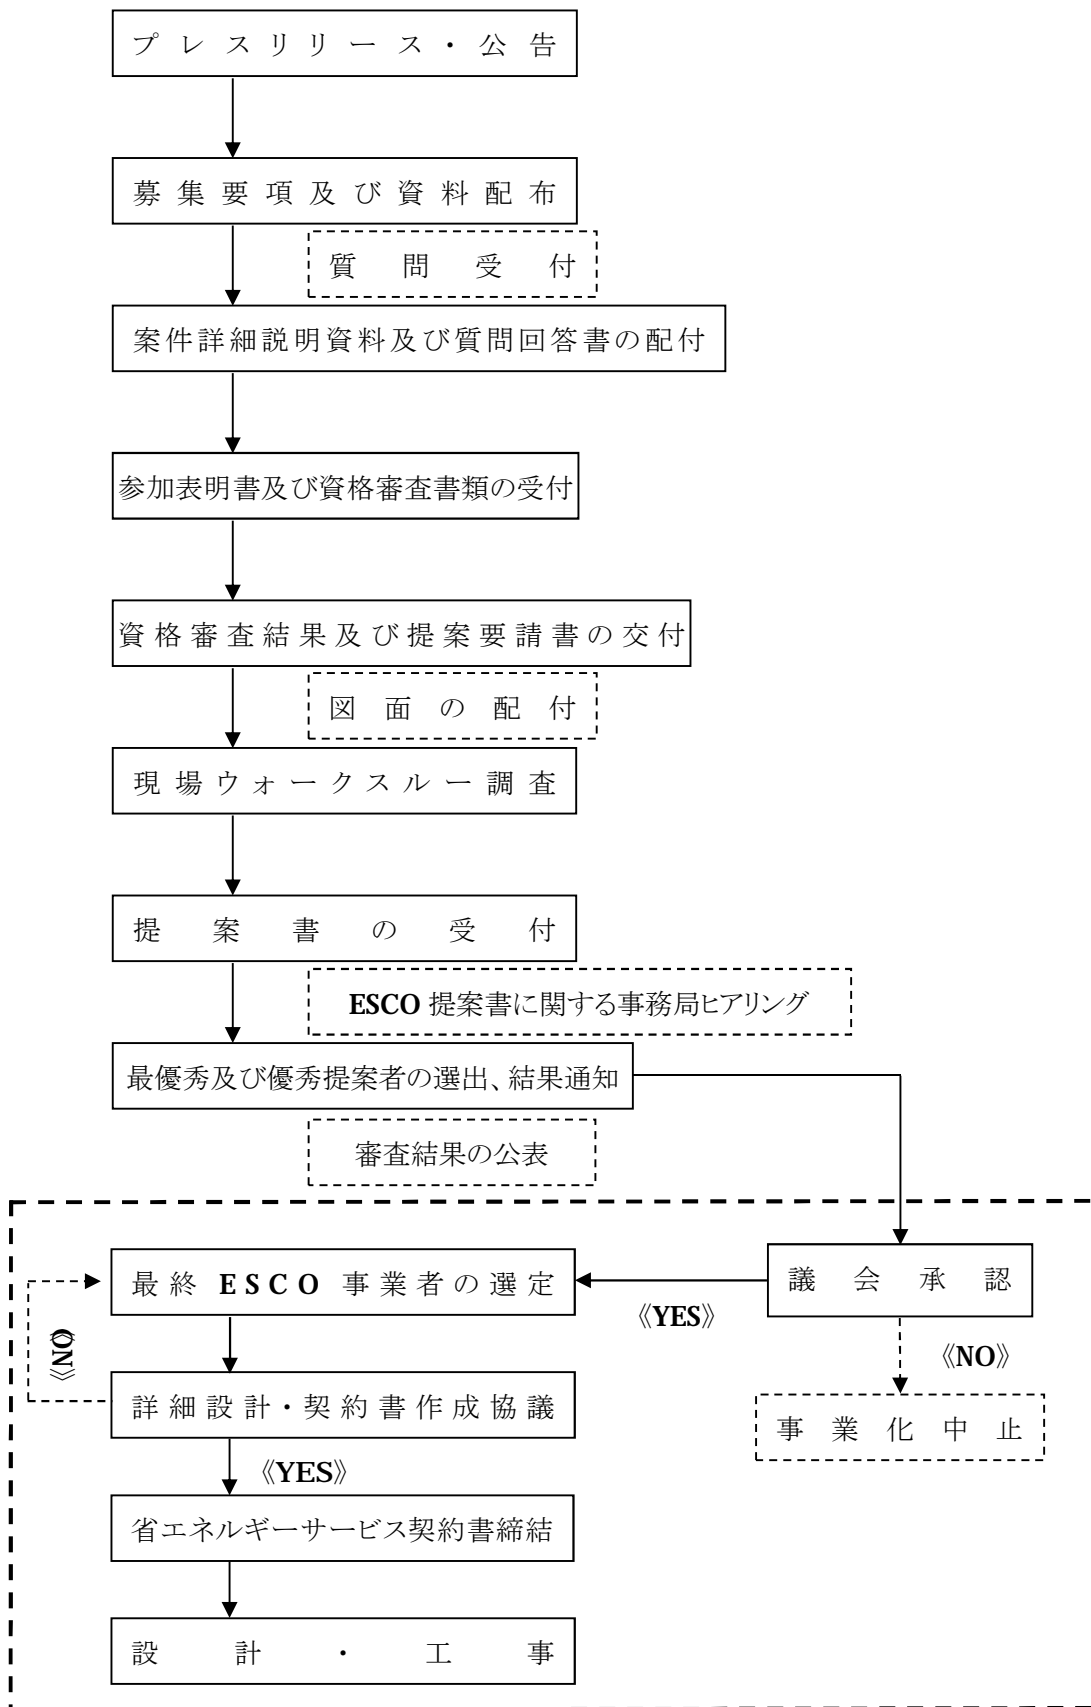 プレスリリース・公告
募集要項及び資料配布
質問受付
案件詳細説明資料及び質問回答書の配付
参加表明書及び資格審査書類の受付
資格審査結果及び提案要請書の交付
図面の配付
現場ウォークスルー調査
提案書の受付
ESCO 提案書に関する事務局ヒアリング
最優秀及び優秀提案者の選出、結果通知
審査結果の公表
最終 ESCO 事業者の選定
議会承認
《YES》
《NO》
《NO》
詳細設計・契約書作成協議
事業化中止
《YES》
省エネルギーサービス契約書締結
設計・工事